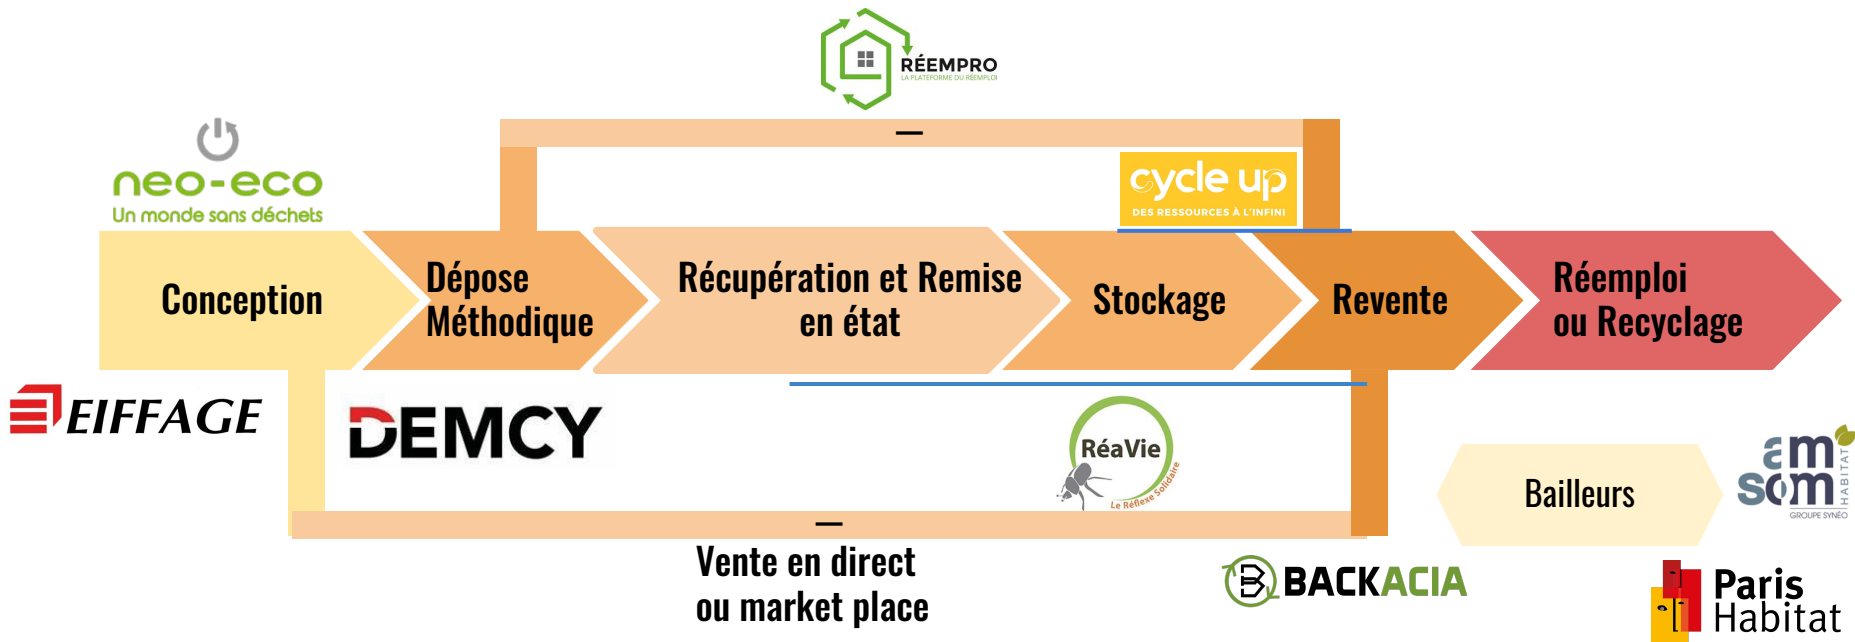 RÉEMPRO
LA PLATEFORME DU RÉEMPLOI
neo-eco
Un monde sans déchets
cycle up
DES RESSOURCES À L'INFINI
Conception
Dépose
Méthodique
Récupération et Remise
en état
Stockage
Revente
Réemploi
ou Recyclage
EIFFAGE
DEMCY
RéaVie
Le Réflexe Solidaire
Bailleurs
amsom
HABITAT
GROUPE SYNÉO
Vente en direct
ou market place
BACKACIA
Paris
Habitat